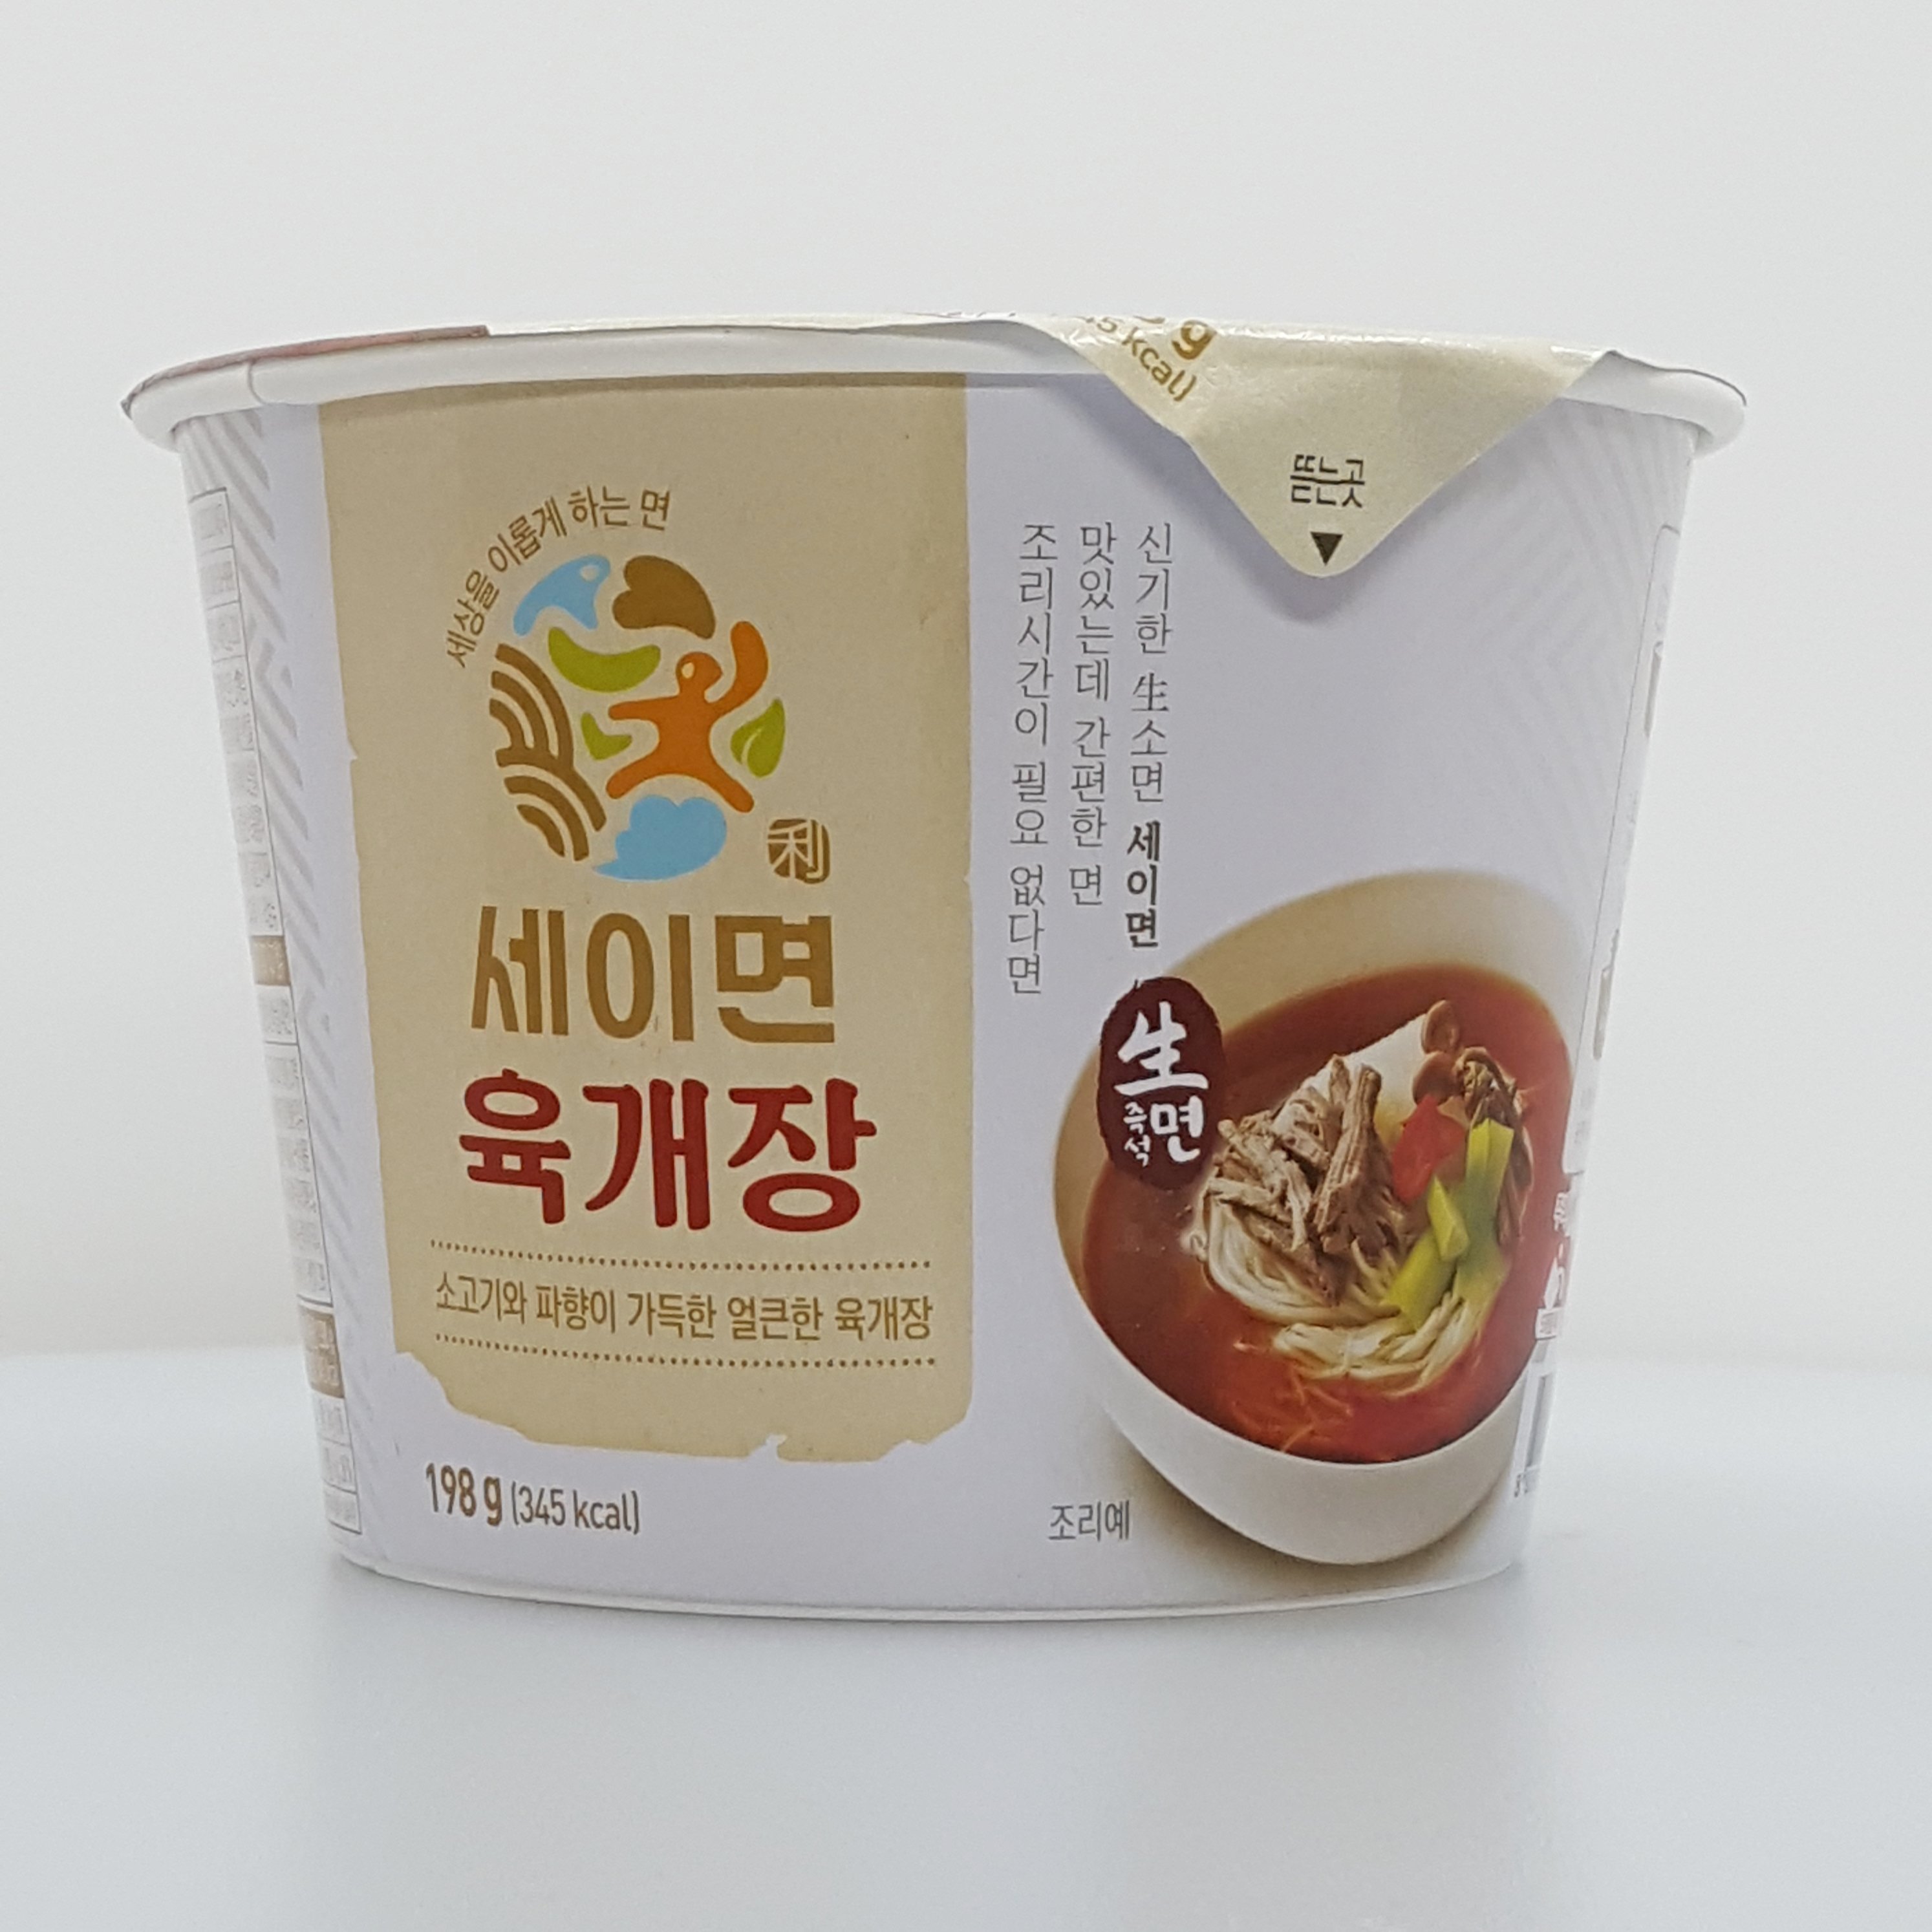 g
45 kcal)
뜯는곳
세상을 이롭게 하는 면
利
세이면
육개장
소고기와 파향이 가득한 얼큰한 육개장
198 g (345 kcal)
조리시간이 필요 없다면
맛있는데 간편한 면
신기한 生소면 세이면
生
즉석
면
조리예